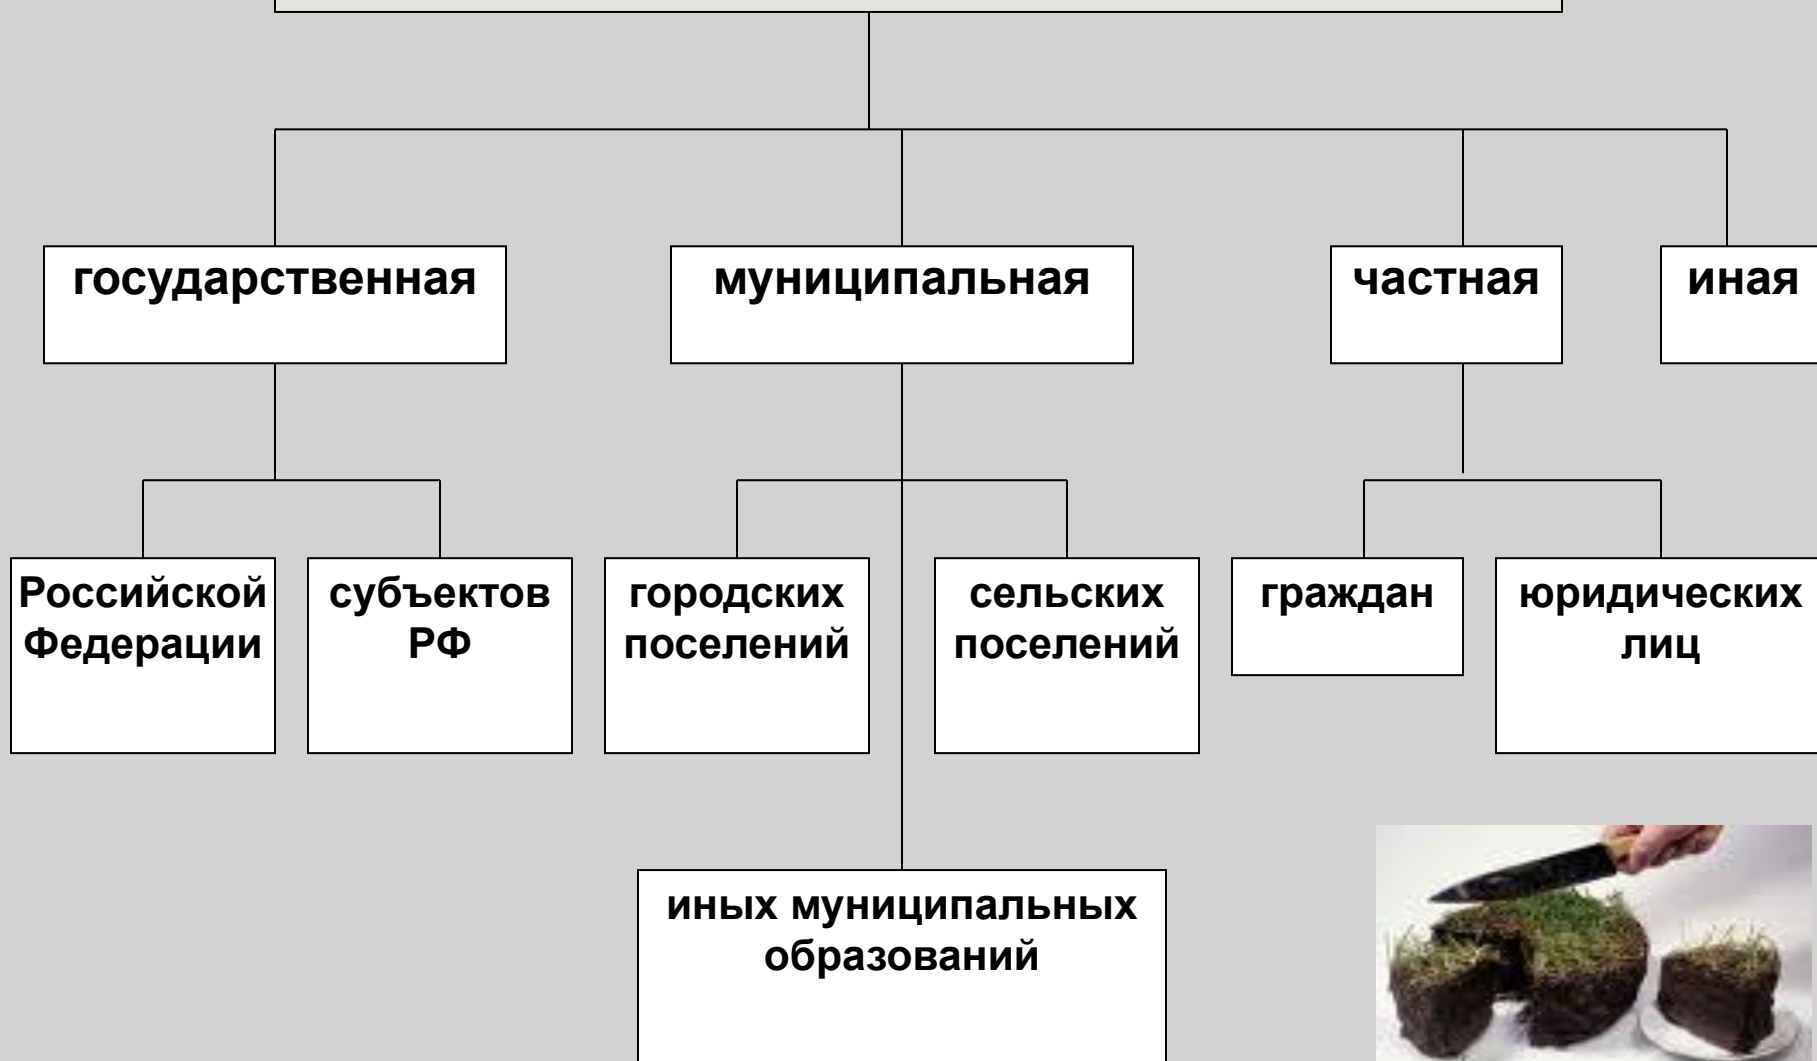 государственная
муниципальная
частная
иная
Российской
Федерации
субъектов
РФ
городских
поселений
сельских
поселений
граждан
юридических
лиц
иных муниципальных
образований